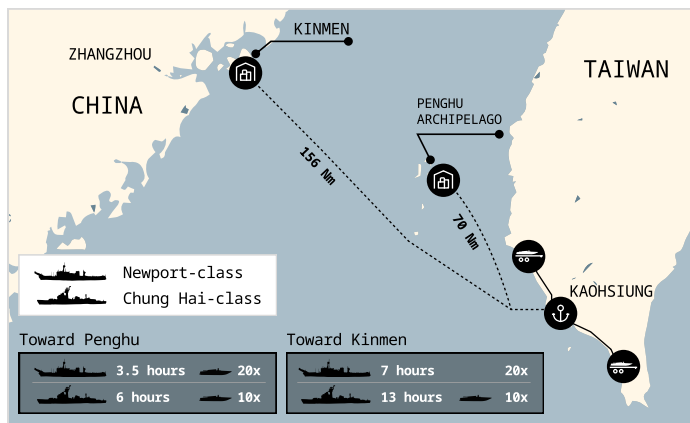 KINMEN
ZHANGZHOU
TAIWAN
CHINA
PENGHU
ARCHIPELAGO
156 Nm
70 Nm
KAOHSIUNG
Newport-class
Chung Hai-class
Toward Penghu
3.5 hours 20x
6 hours 10x
Toward Kinmen
7 hours 20x
13 hours 10x